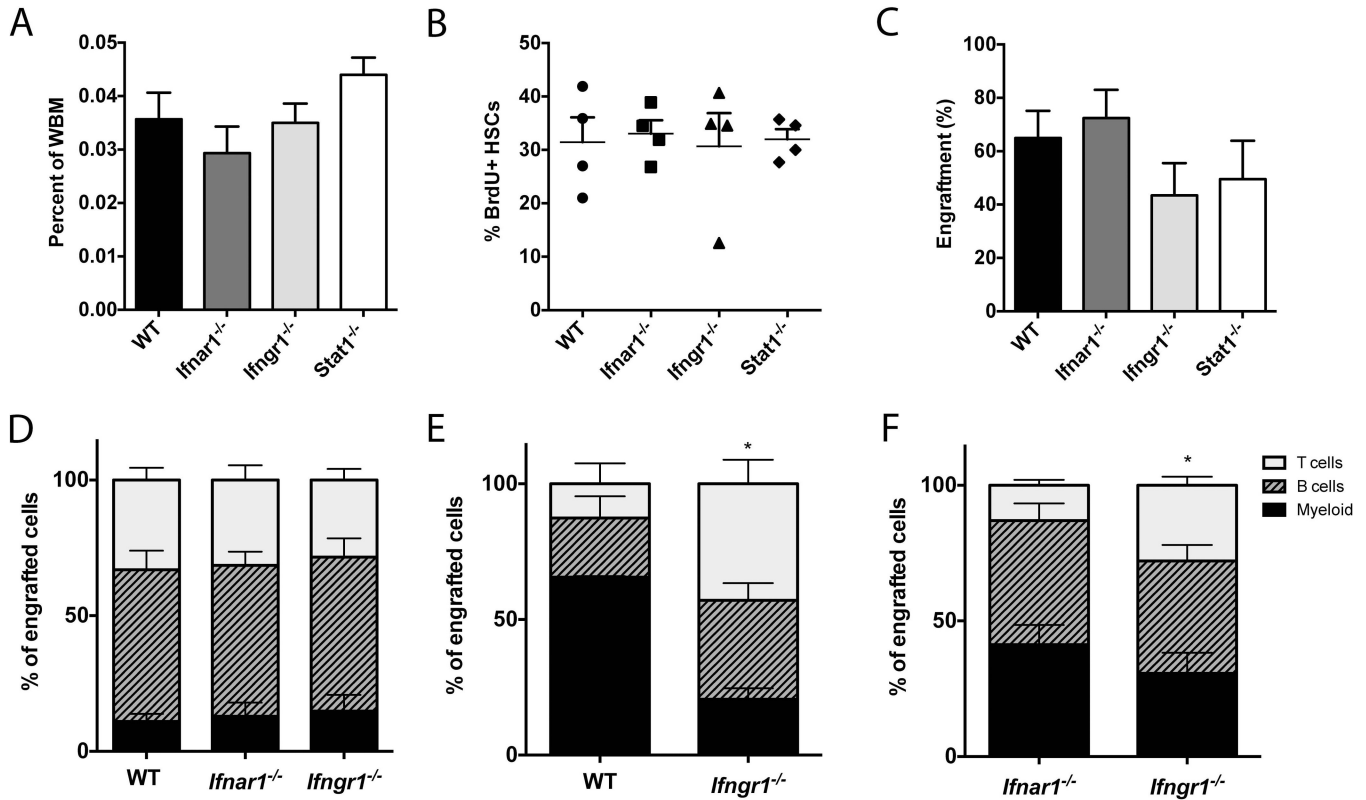 A
Percent of WBM
0.05
0.04
0.03
0.02
0.01
0.00
WT
Ifnar1-/-
Ifngr1-/-
Stat1-/-
B
% BrdU+ HSCs
50
40
30
20
10
0
WT
Ifnar1-/-
Ifngr1-/-
Stat1-/-
C
Engraftment (%)
100
80
60
40
20
0
WT
Ifnar1-/-
Ifngr1-/-
Stat1-/-
D
% of engrafted cells
100
50
0
WT
Ifnar1-/-
Ifngr1-/-
E
% of engrafted cells
100
50
0
*
WT
Ifngr1-/-
F
% of engrafted cells
100
50
0
*
Ifnar1-/-
Ifngr1-/-
T cells
B cells
Myeloid